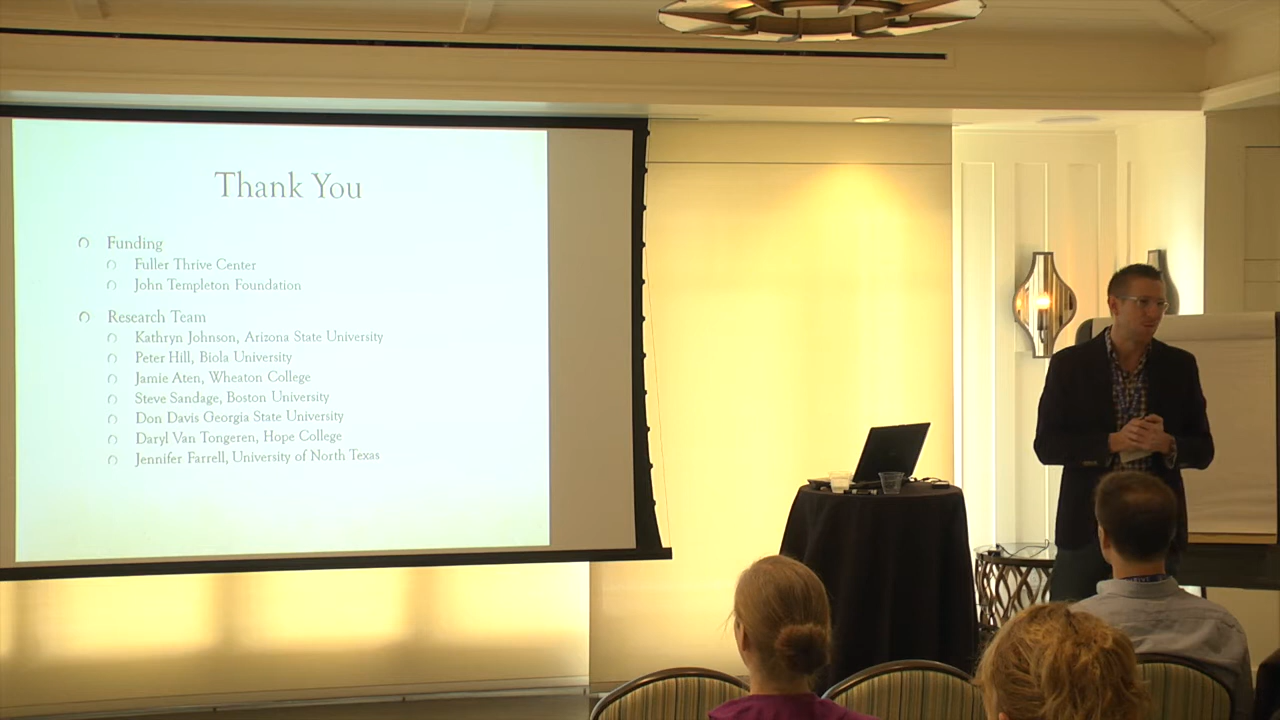 Thank You
Funding
Fuller Thrive Center
John Templeton Foundation
Research Team
Kathryn Johnson, Arizona State University
Peter Hill, Biola University
Jamie Aten, Wheaton College
Steve Sandage, Boston University
Don Davis Georgia State University
Daryl Van Tongeren, Hope College
Jennifer Farrell, University of North Texas